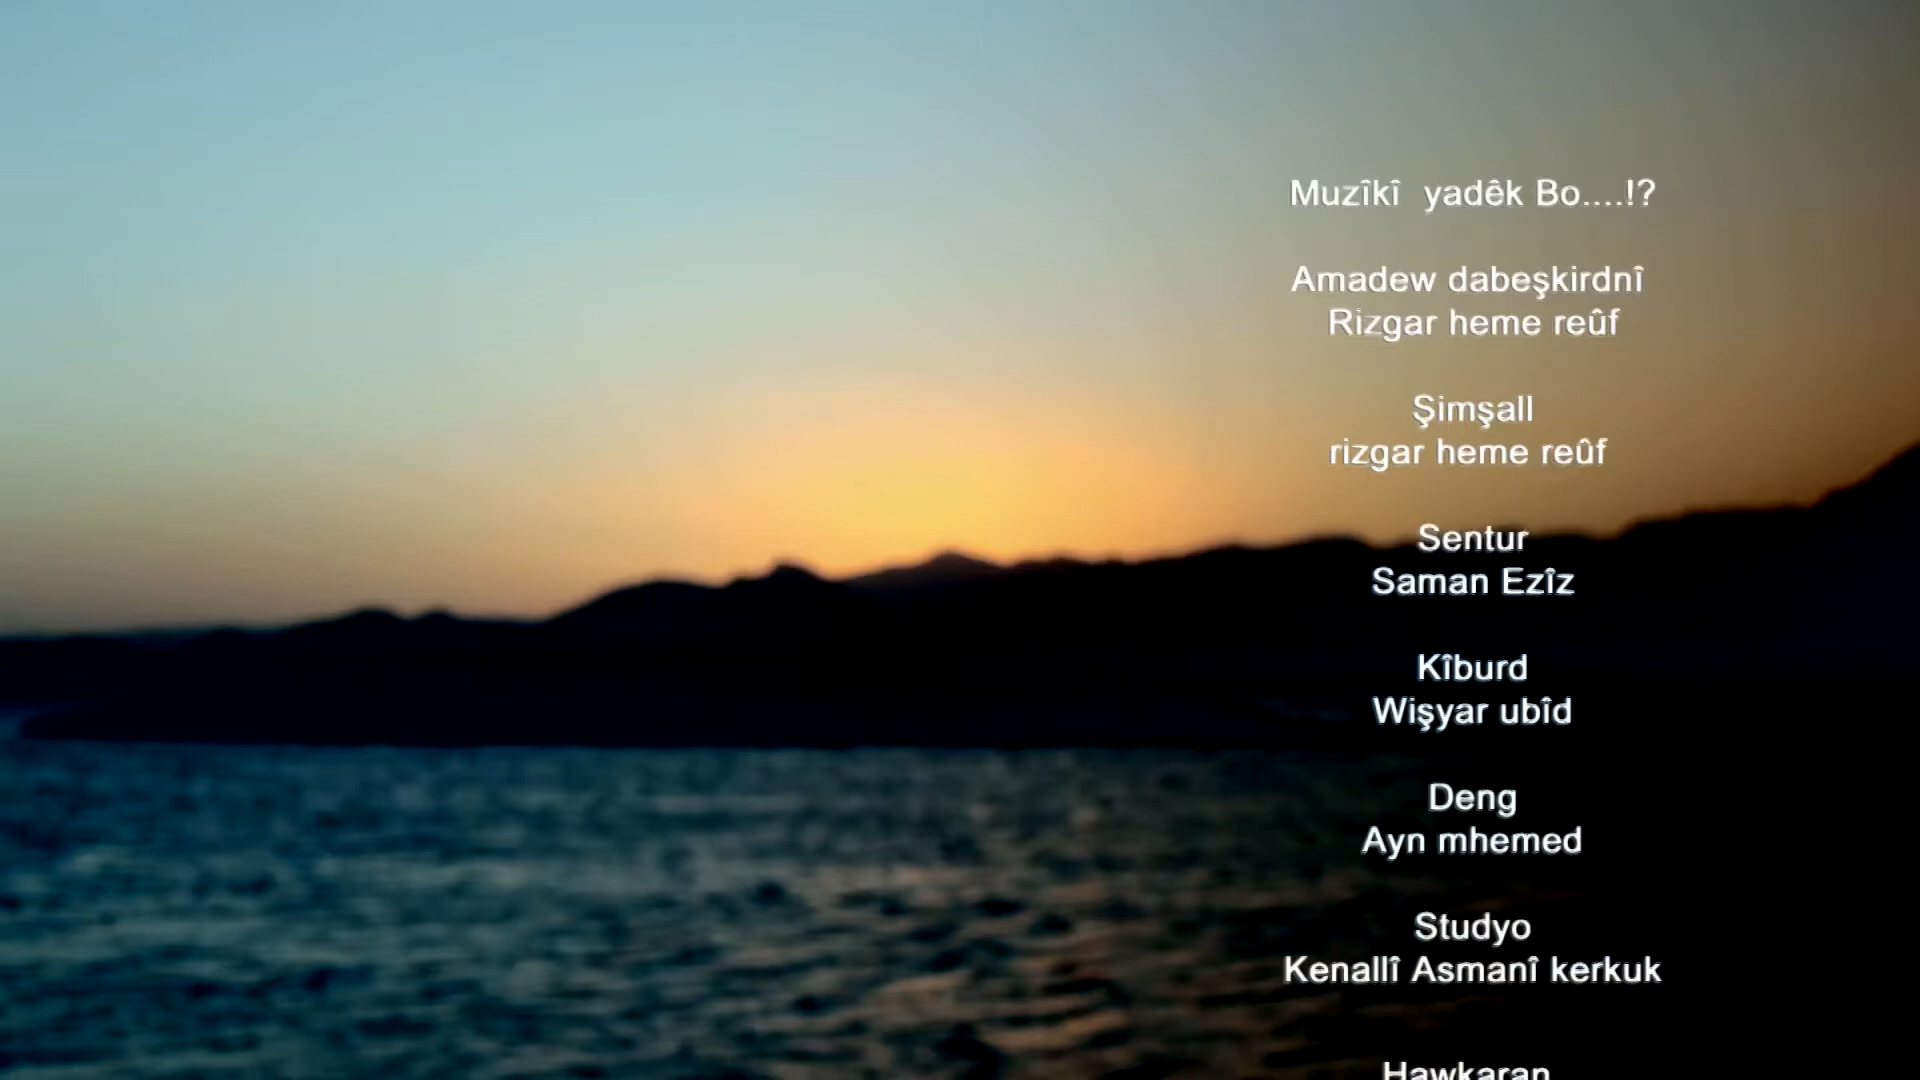 Muzîkî  yadêk Bo....!?
Amadew dabeşkirdnî
Rizgar heme reûf
Şimşall
rizgar heme reûf
Sentur
Saman Ezîz
Kîburd
Wişyar ubîd
Deng
Ayn mhemed
Studyo
Kenallî Asmanî kerkuk
Hawkaran